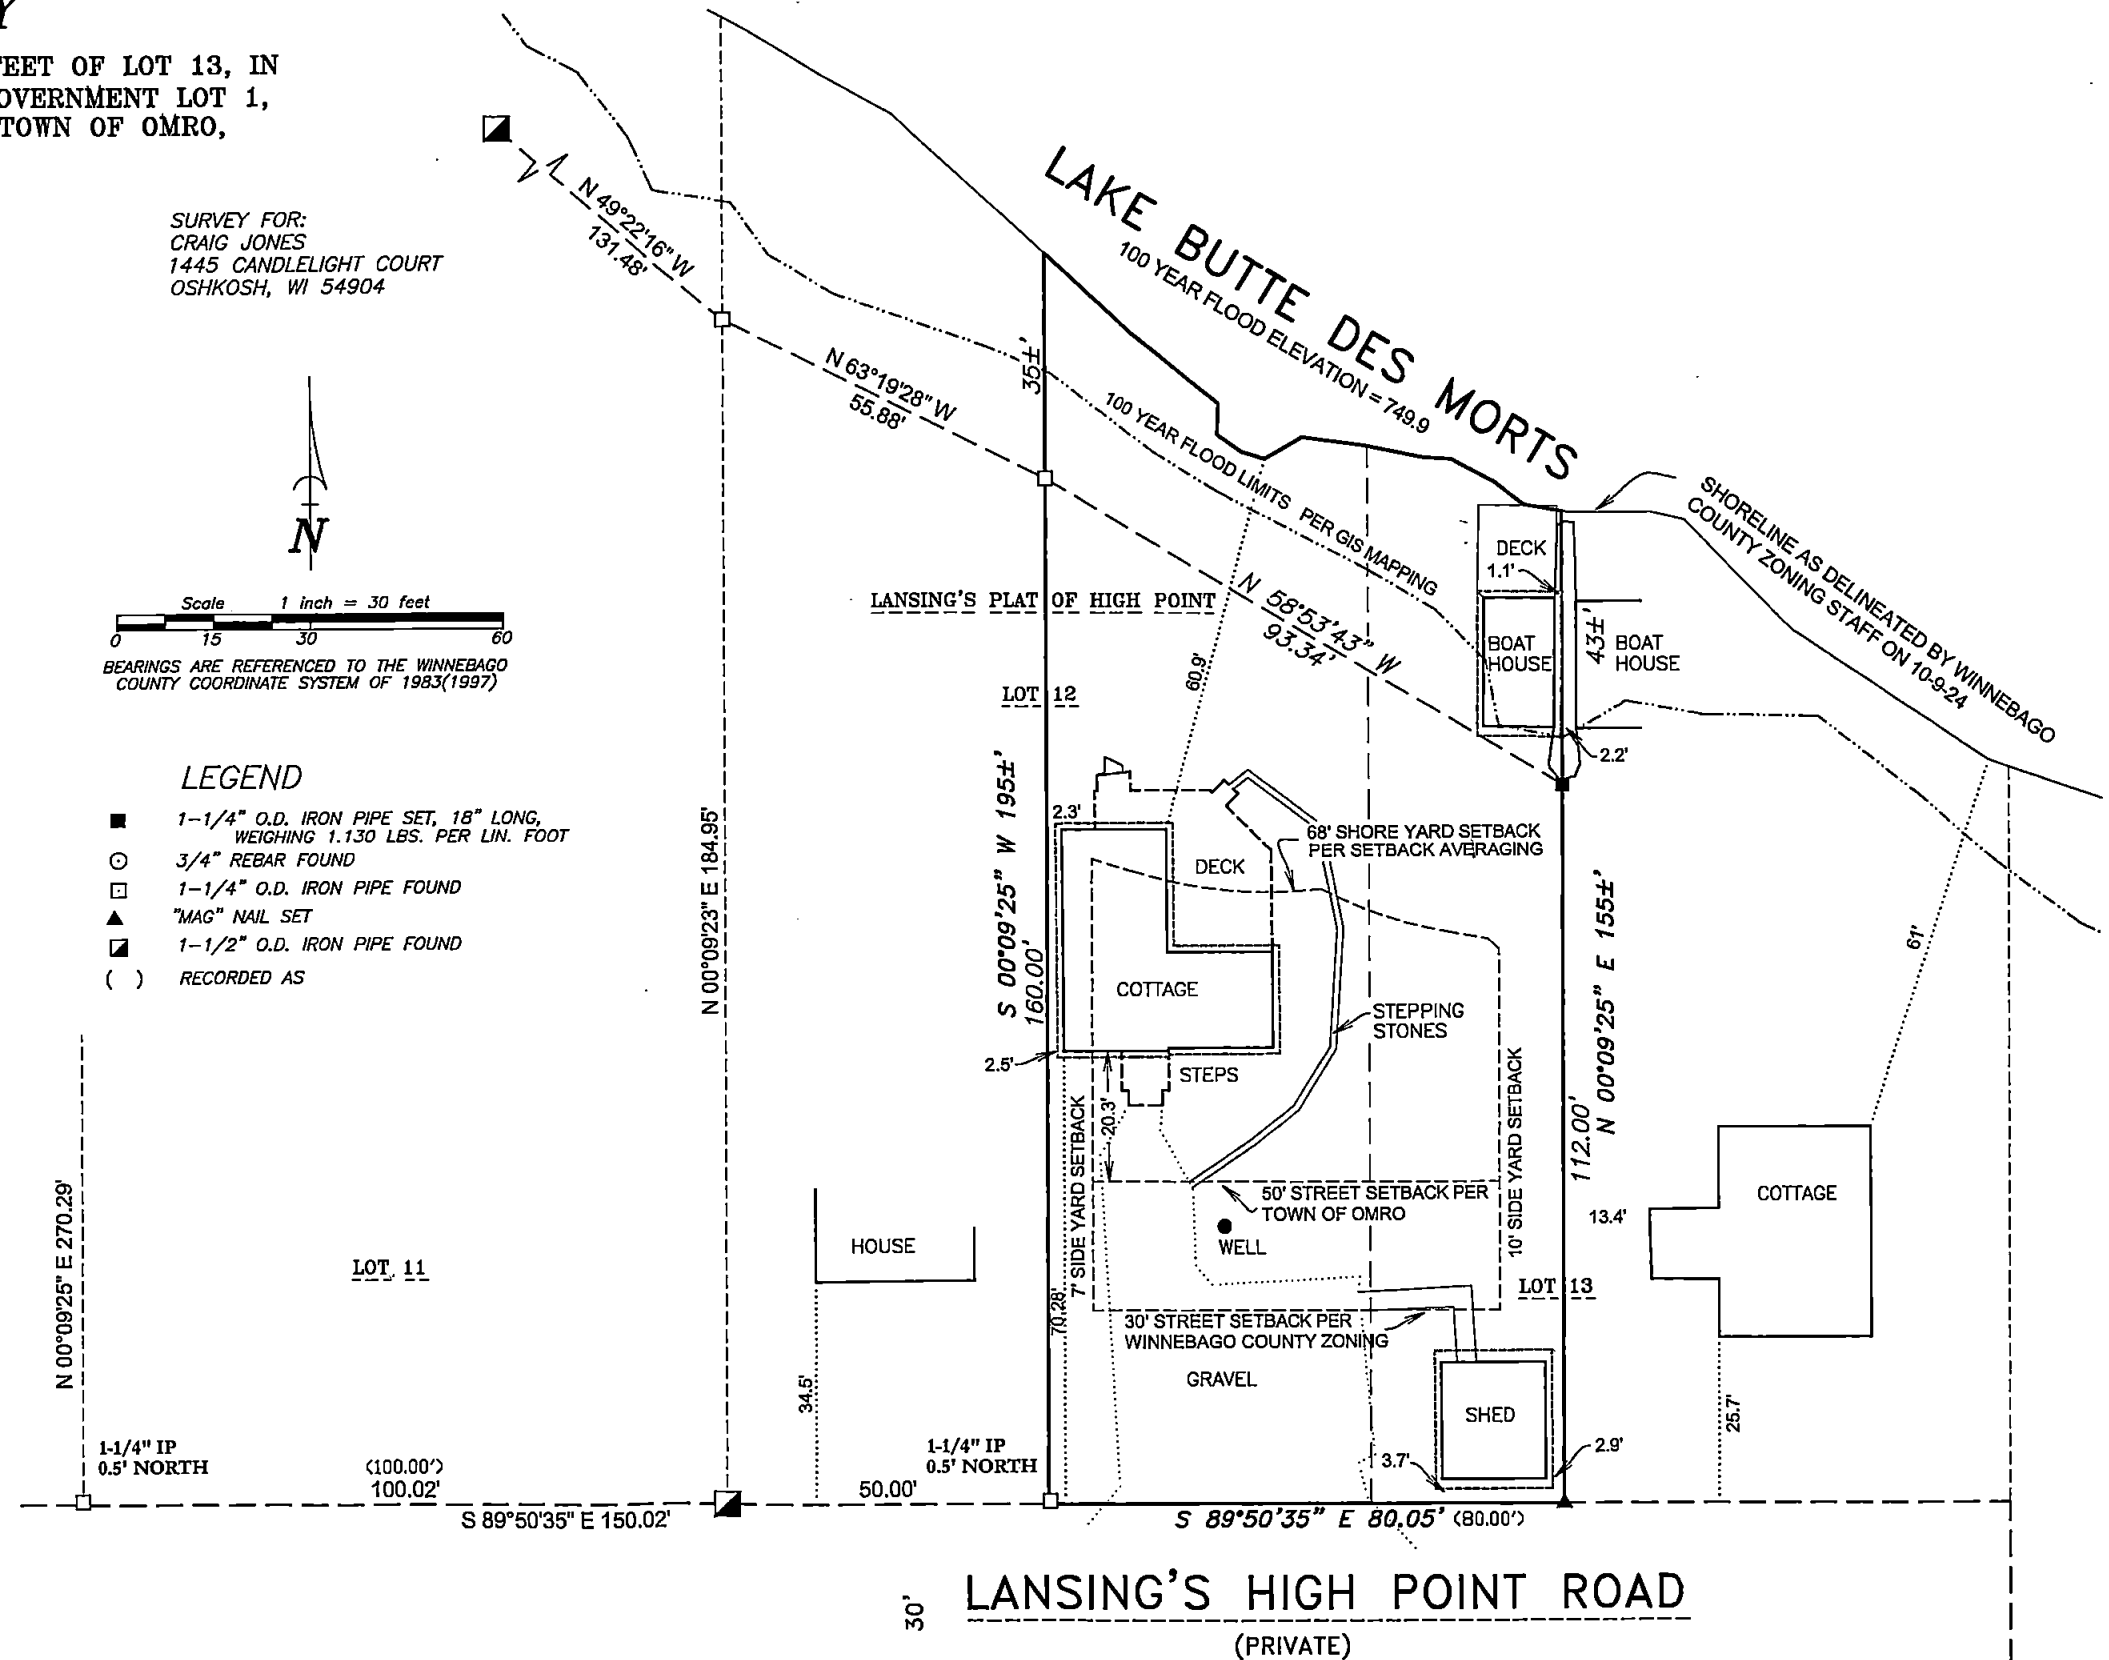 Y
FEET OF LOT 13, IN
OVERNMENT LOT 1,
TOWN OF OMRO,
SURVEY FOR:
CRAIG JONES
1445 CANDLELIGHT COURT
OSHKOSH, WI 54904
N
Scale 1 inch = 30 feet
0 15 30 60
BEARINGS ARE REFERENCED TO THE WINNEBAGO
COUNTY COORDINATE SYSTEM OF 1983(1997)
LEGEND
1-1/4" O.D. IRON PIPE SET, 18" LONG,
WEIGHING 1.130 LBS. PER LIN. FOOT
3/4" REBAR FOUND
1-1/4" O.D. IRON PIPE FOUND
"MAG" NAIL SET
1-1/2" O.D. IRON PIPE FOUND
( ) RECORDED AS
N 49°22'16" W
131.48'
N 63°19'28" W
55.88'
35±'
LAKE BUTTE DES MORTS
100 YEAR FLOOD ELEVATION = 749.9
100 YEAR FLOOD LIMITS PER GIS MAPPING
SHORELINE AS DELINEATED BY WINNEBAGO
COUNTY ZONING STAFF ON 10-9-24
DECK
1.1'
LANSING'S PLAT OF HIGH POINT
N 58°53'43" W
93.34'
BOAT
HOUSE
43±'
BOAT
HOUSE
60.9'
LOT 12
2.2'
N 00°09'23" E 184.95'
S 00°09'25" W 195±'
160.00'
2.3'
68' SHORE YARD SETBACK
PER SETBACK AVERAGING
DECK
COTTAGE
N 00°09'25" E 155±'
112.00'
61'
STEPPING
STONES
2.5'
STEPS
20.3'
7' SIDE YARD SETBACK
10' SIDE YARD SETBACK
50' STREET SETBACK PER
TOWN OF OMRO
WELL
13.4'
COTTAGE
N 00°09'25" E 270.29'
LOT 11
HOUSE
LOT 13
70.28'
30' STREET SETBACK PER
WINNEBAGO COUNTY ZONING
GRAVEL
34.5'
SHED
25.7'
3.7'
2.9'
1-1/4" IP
0.5' NORTH
(100.00')
100.02'
1-1/4" IP
0.5' NORTH
50.00'
S 89°50'35" E 150.02'
S 89°50'35" E 80.05' (80.00')
30'
LANSING'S HIGH POINT ROAD
(PRIVATE)